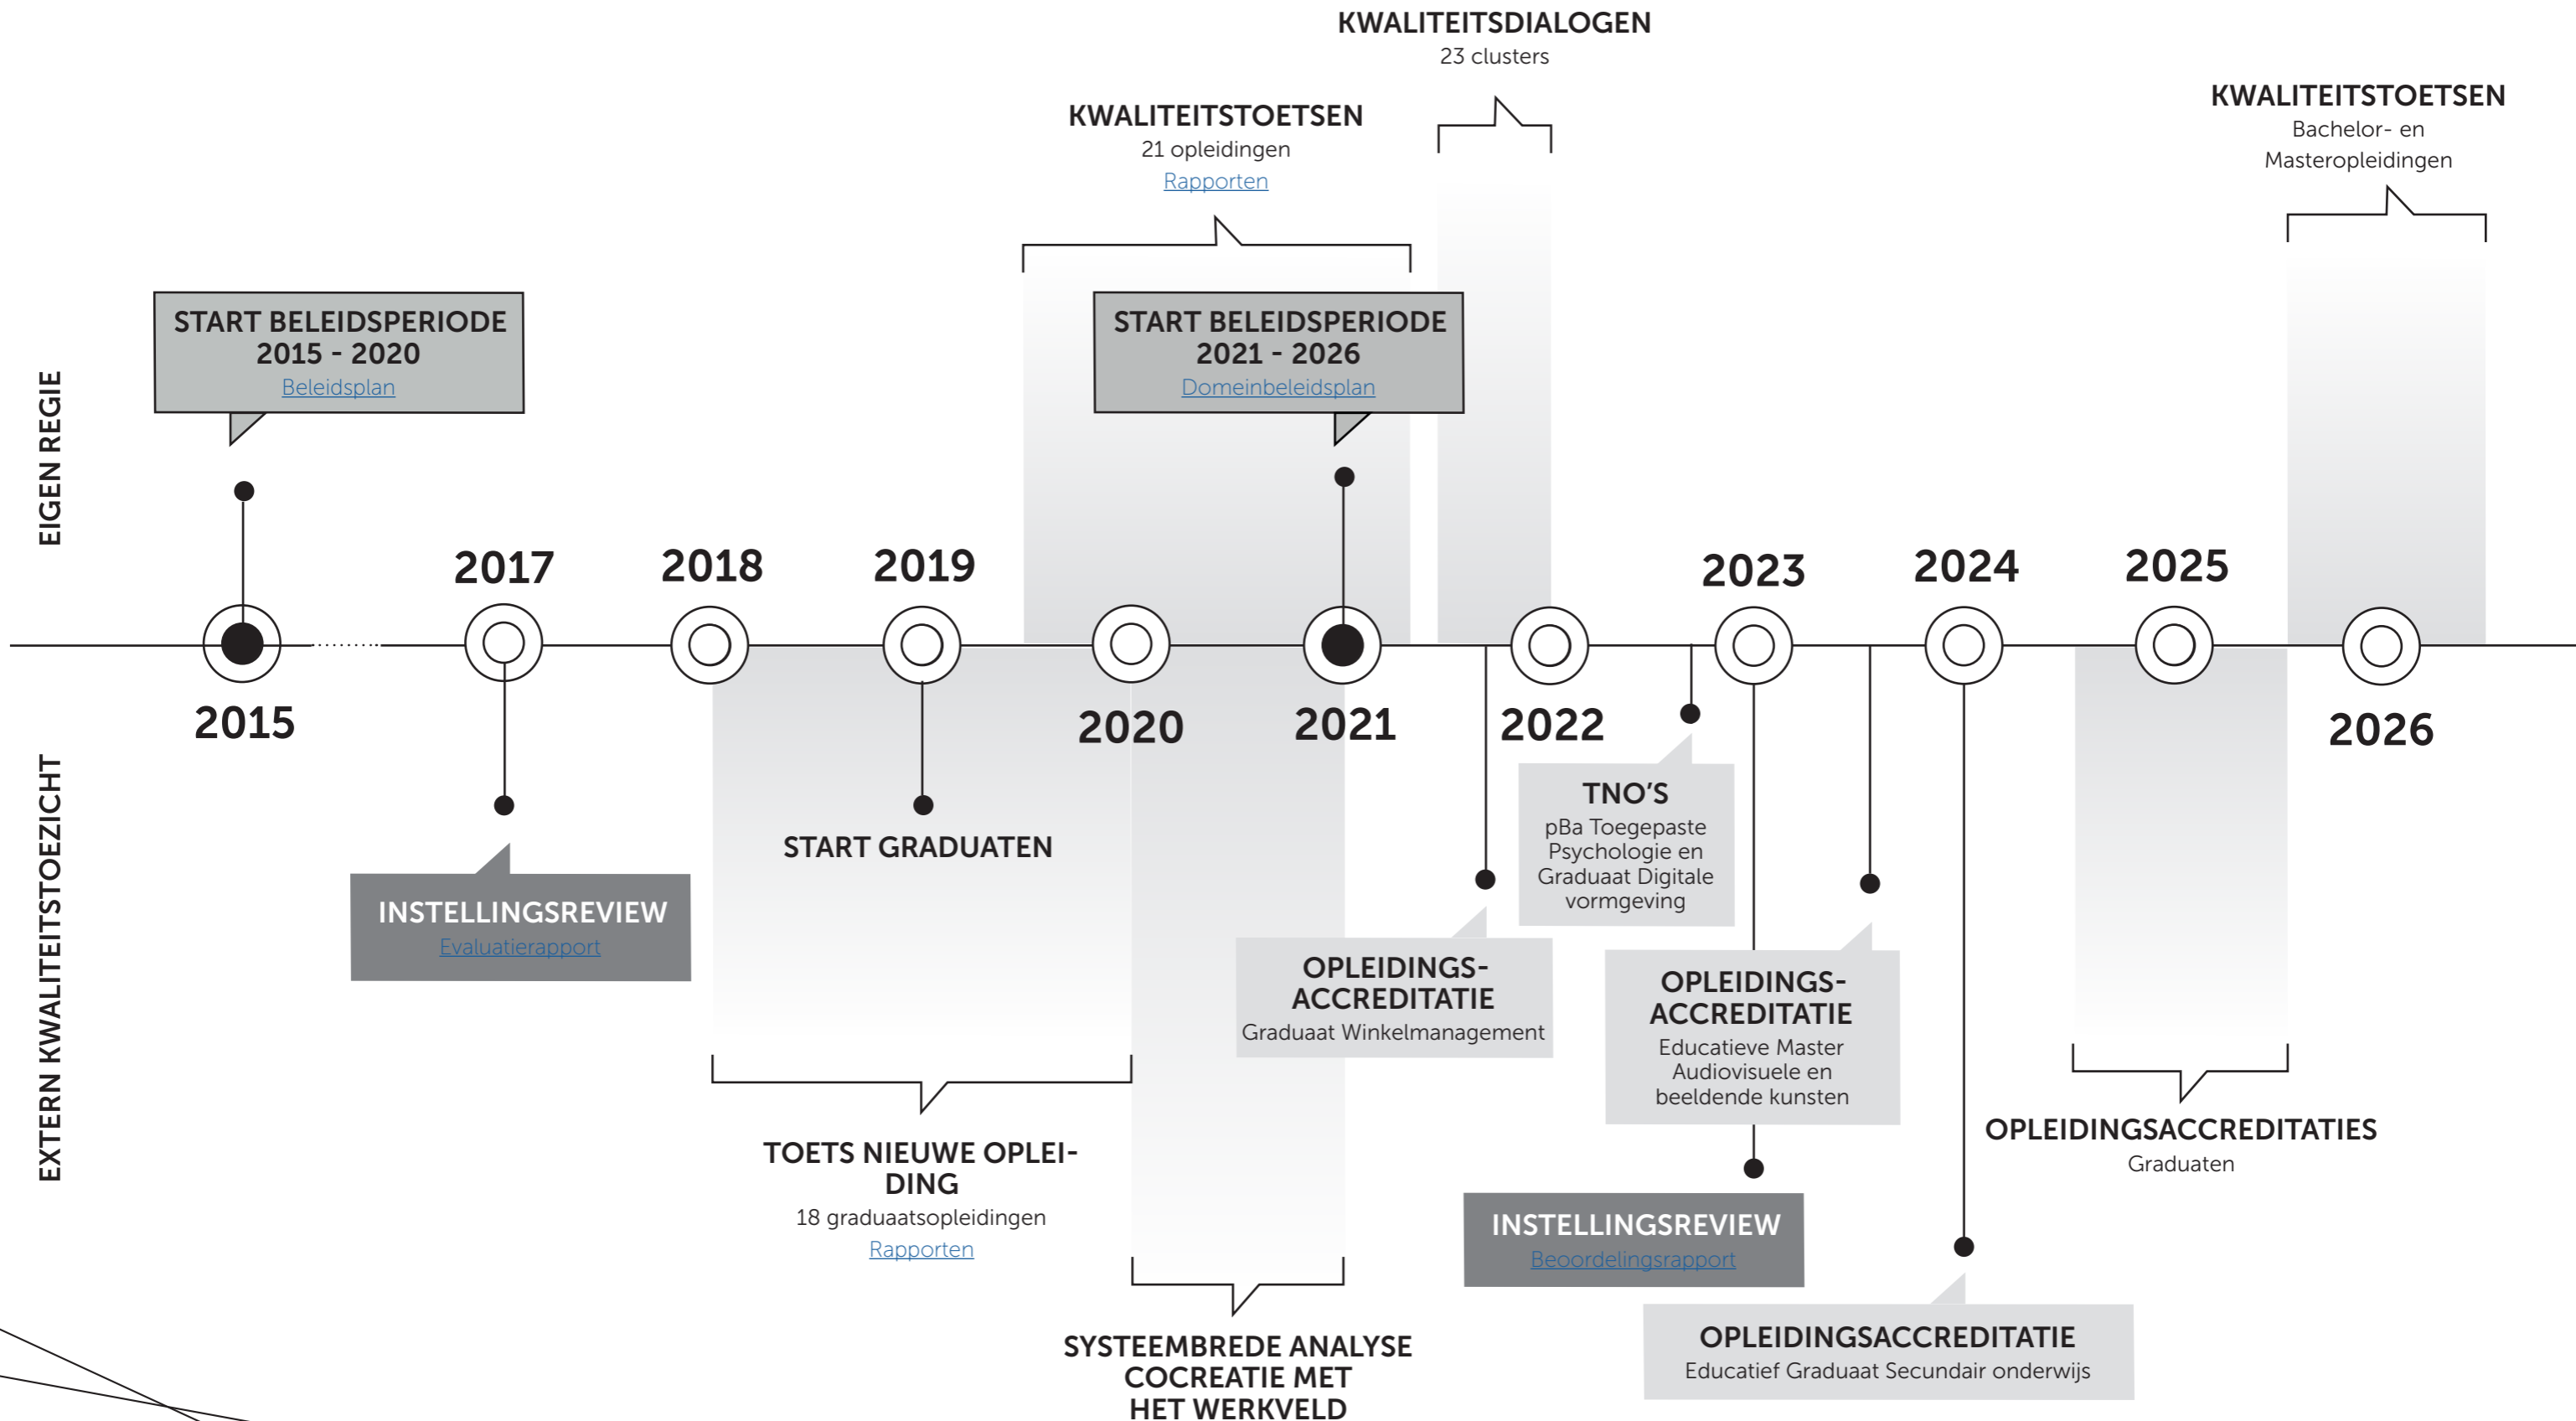 KWALITEITSDIALOGEN
23 clusters
KWALITEITSTOETSEN
21 opleidingen
Rapporten
KWALITEITSTOETSEN
Bachelor- en
Masteropleidingen
EIGEN REGIE
START BELEIDSPERIODE
2015 - 2020
Beleidsplan
START BELEIDSPERIODE
2021 - 2026
Domeinbeleidsplan
2015
2017
2018
2019
2020
2021
2022
2023
2024
2025
2026
EXTERN KWALITEITSTOEZICHT
INSTELLINGSREVIEW
Evaluatierapport
START GRADUATEN
TOETS NIEUWE OPLEI-
DING
18 graduaatsopleidingen
Rapporten
SYSTEEMBREDE ANALYSE
COCREATIE MET
HET WERKVELD
OPLEIDINGS-
ACCREDITATIE
Graduaat Winkelmanagement
TNO'S
pBa Toegepaste
Psychologie en
Graduaat Digitale
vormgeving
INSTELLINGSREVIEW
Beoordelingsrapport
OPLEIDINGS-
ACCREDITATIE
Educatieve Master
Audiovisuele en
beeldende kunsten
OPLEIDINGSACCREDITATIE
Educatief Graduaat Secundair onderwijs
OPLEIDINGSACCREDITATIES
Graduaten